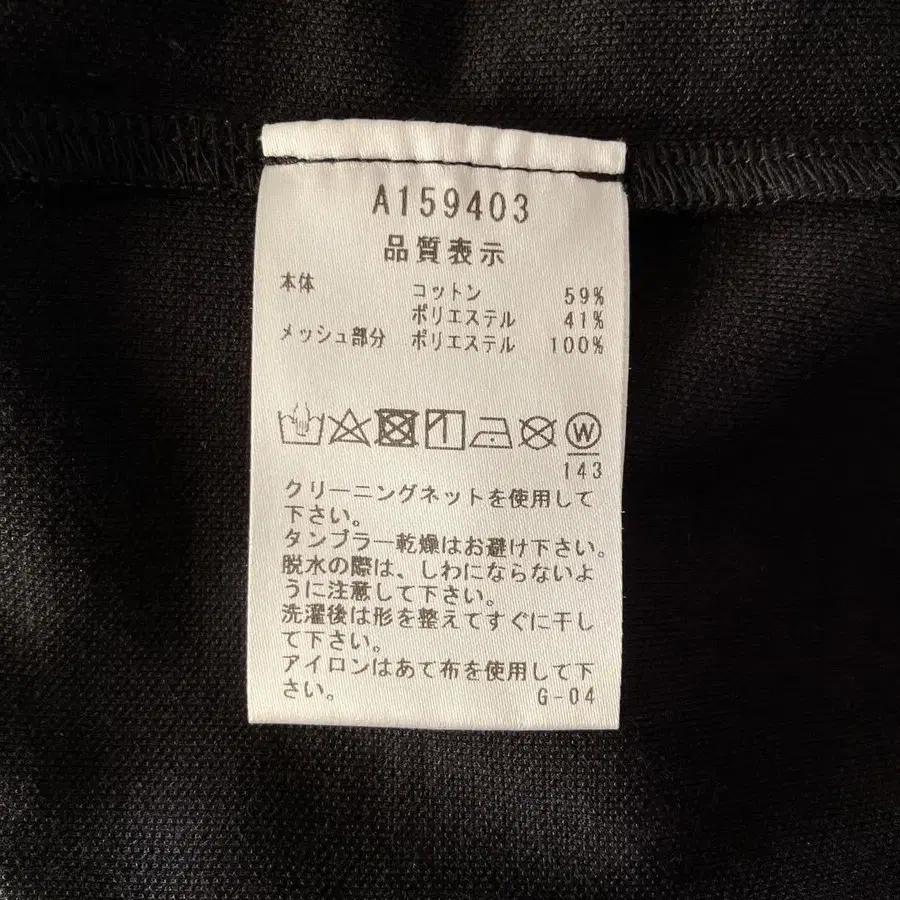 A159403
品質表示
本体 コットン 59%
ポリエステル 41%
メッシュ部分 ポリエステル 100%
W
143
クリーニングネットを使用して
下さい。
タンブラー乾燥はお避け下さい。
脱水の際は、しわにならないよ
うに注意して下さい。
洗濯後は形を整えてすぐに干し
て下さい。
アイロンはあて布を使用して下
さい。 G-04